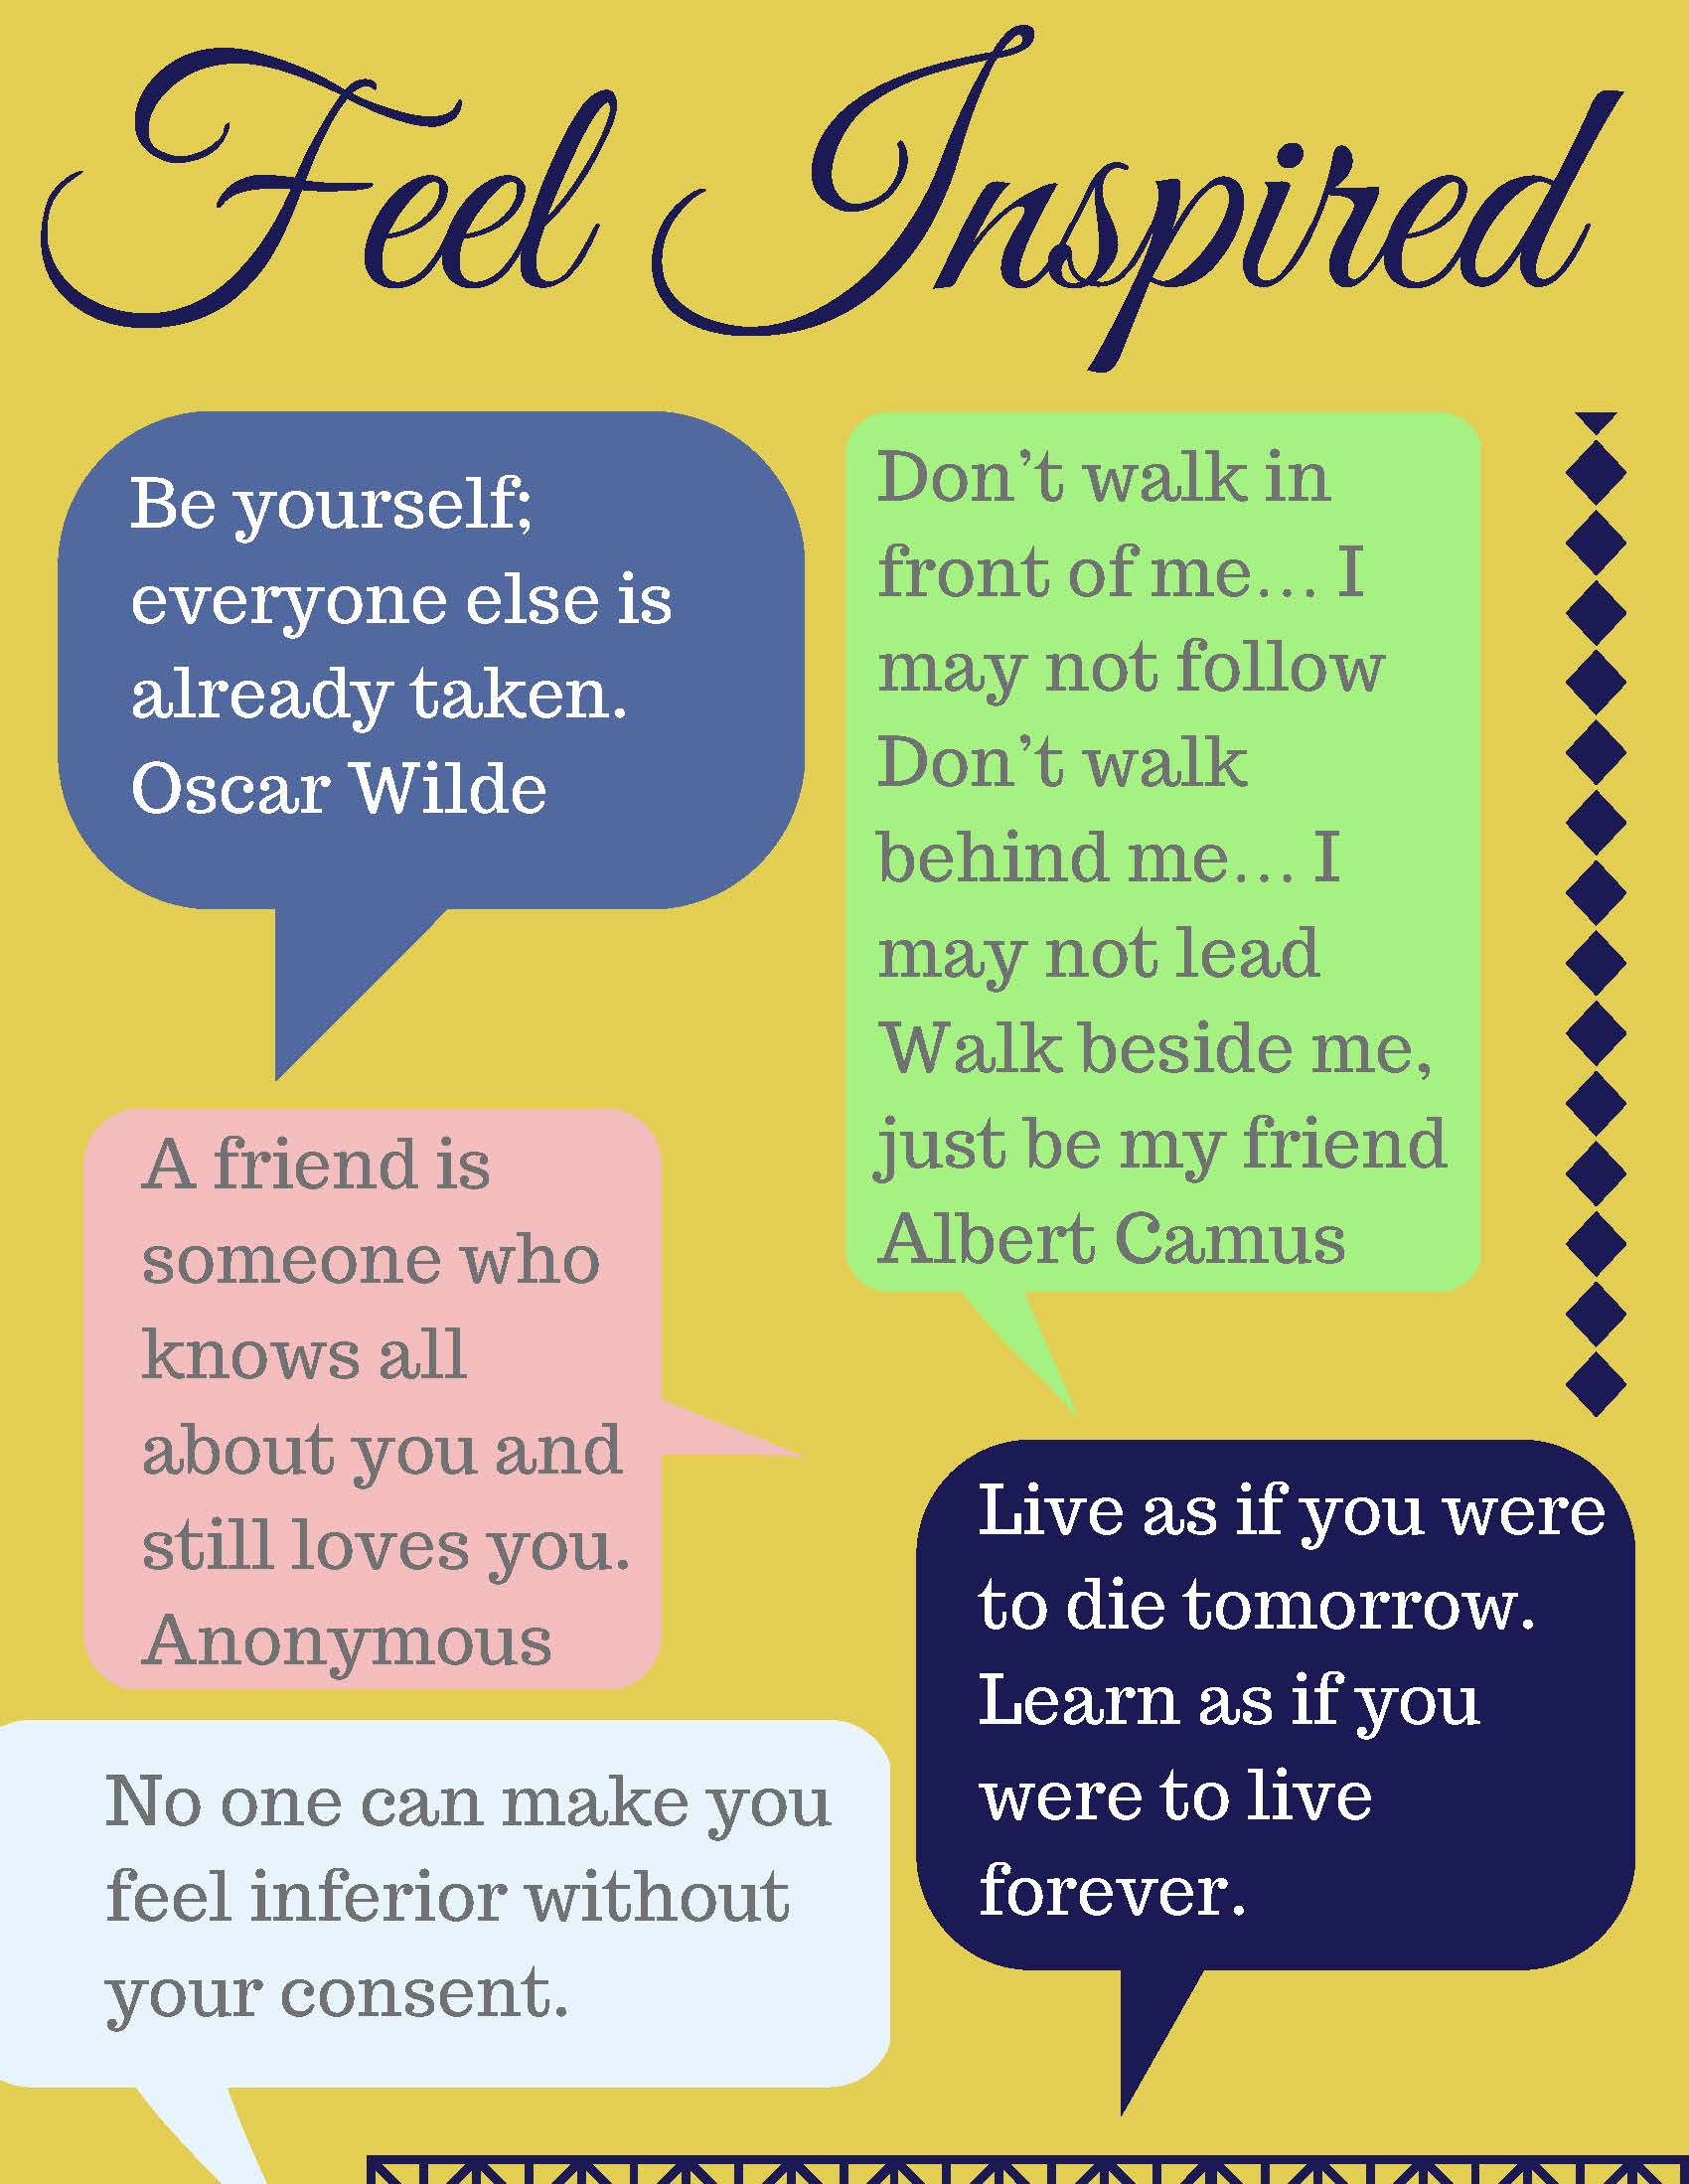 Feel Inspired
Be yourself;
everyone else is
already taken.
Oscar Wilde
Don't walk in
front of me... I
may not follow
Don't walk
behind me... I
may not lead
Walk beside me,
just be my friend
Albert Camus
A friend is
someone who
knows all
about you and
still loves you.
Anonymous
Live as if you were
to die tomorrow.
Learn as if you
were to live
forever.
No one can make you
feel inferior without
your consent.